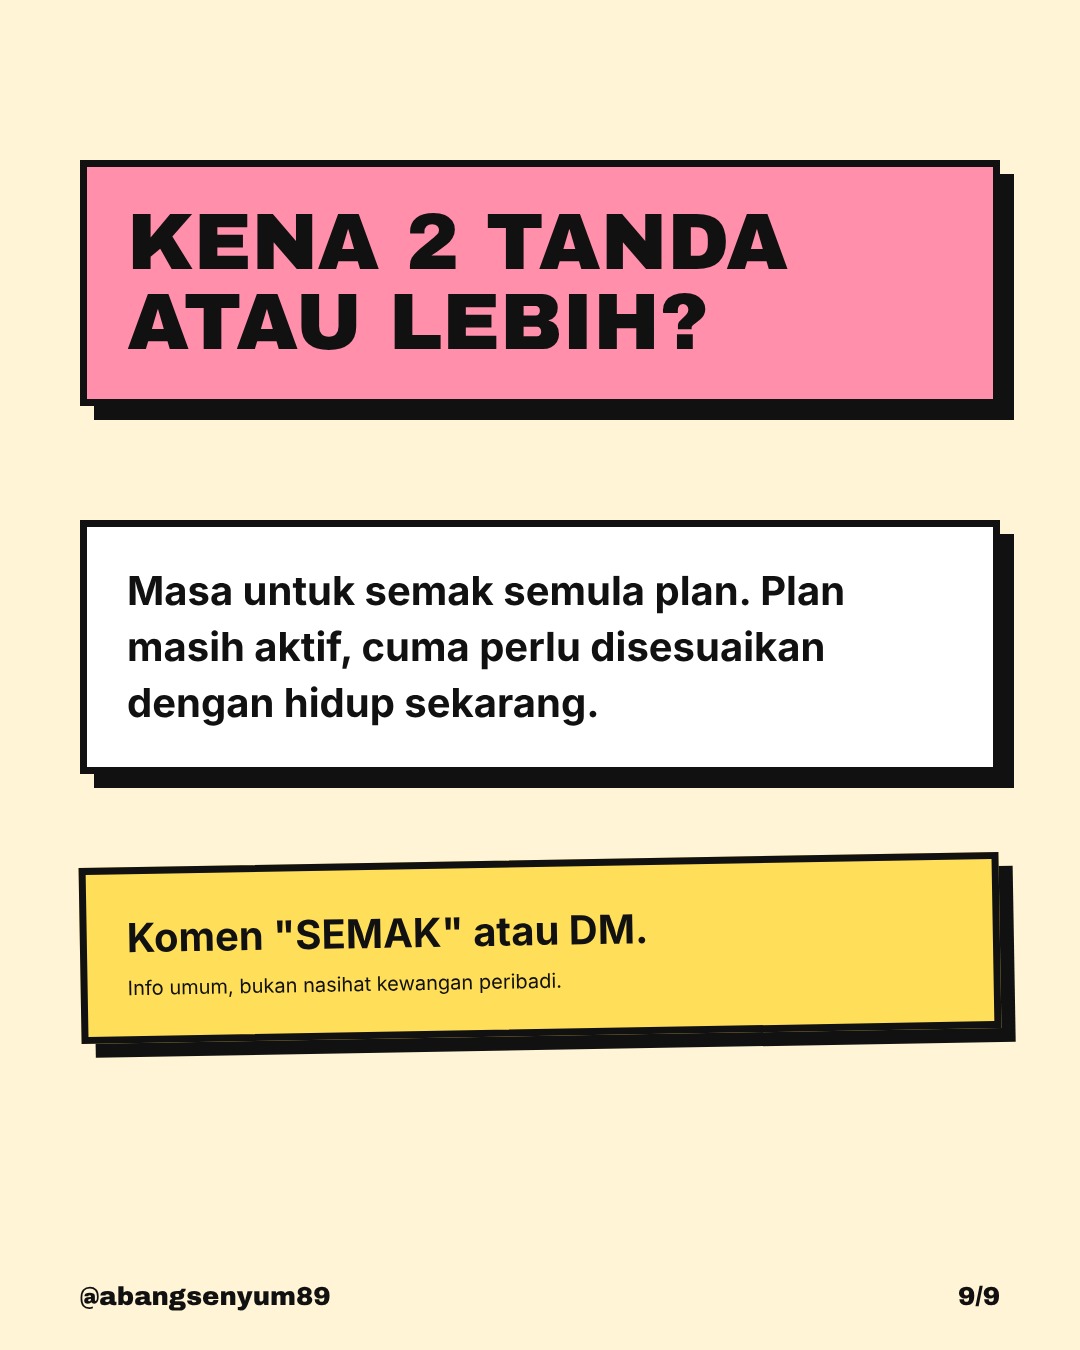 KENA 2 TANDA
ATAU LEBIH?
Masa untuk semak semula plan. Plan
masih aktif, cuma perlu disesuaikan
dengan hidup sekarang.
Komen "SEMAK" atau DM.
Info umum, bukan nasihat kewangan peribadi.
@abangsenyum89
9/9